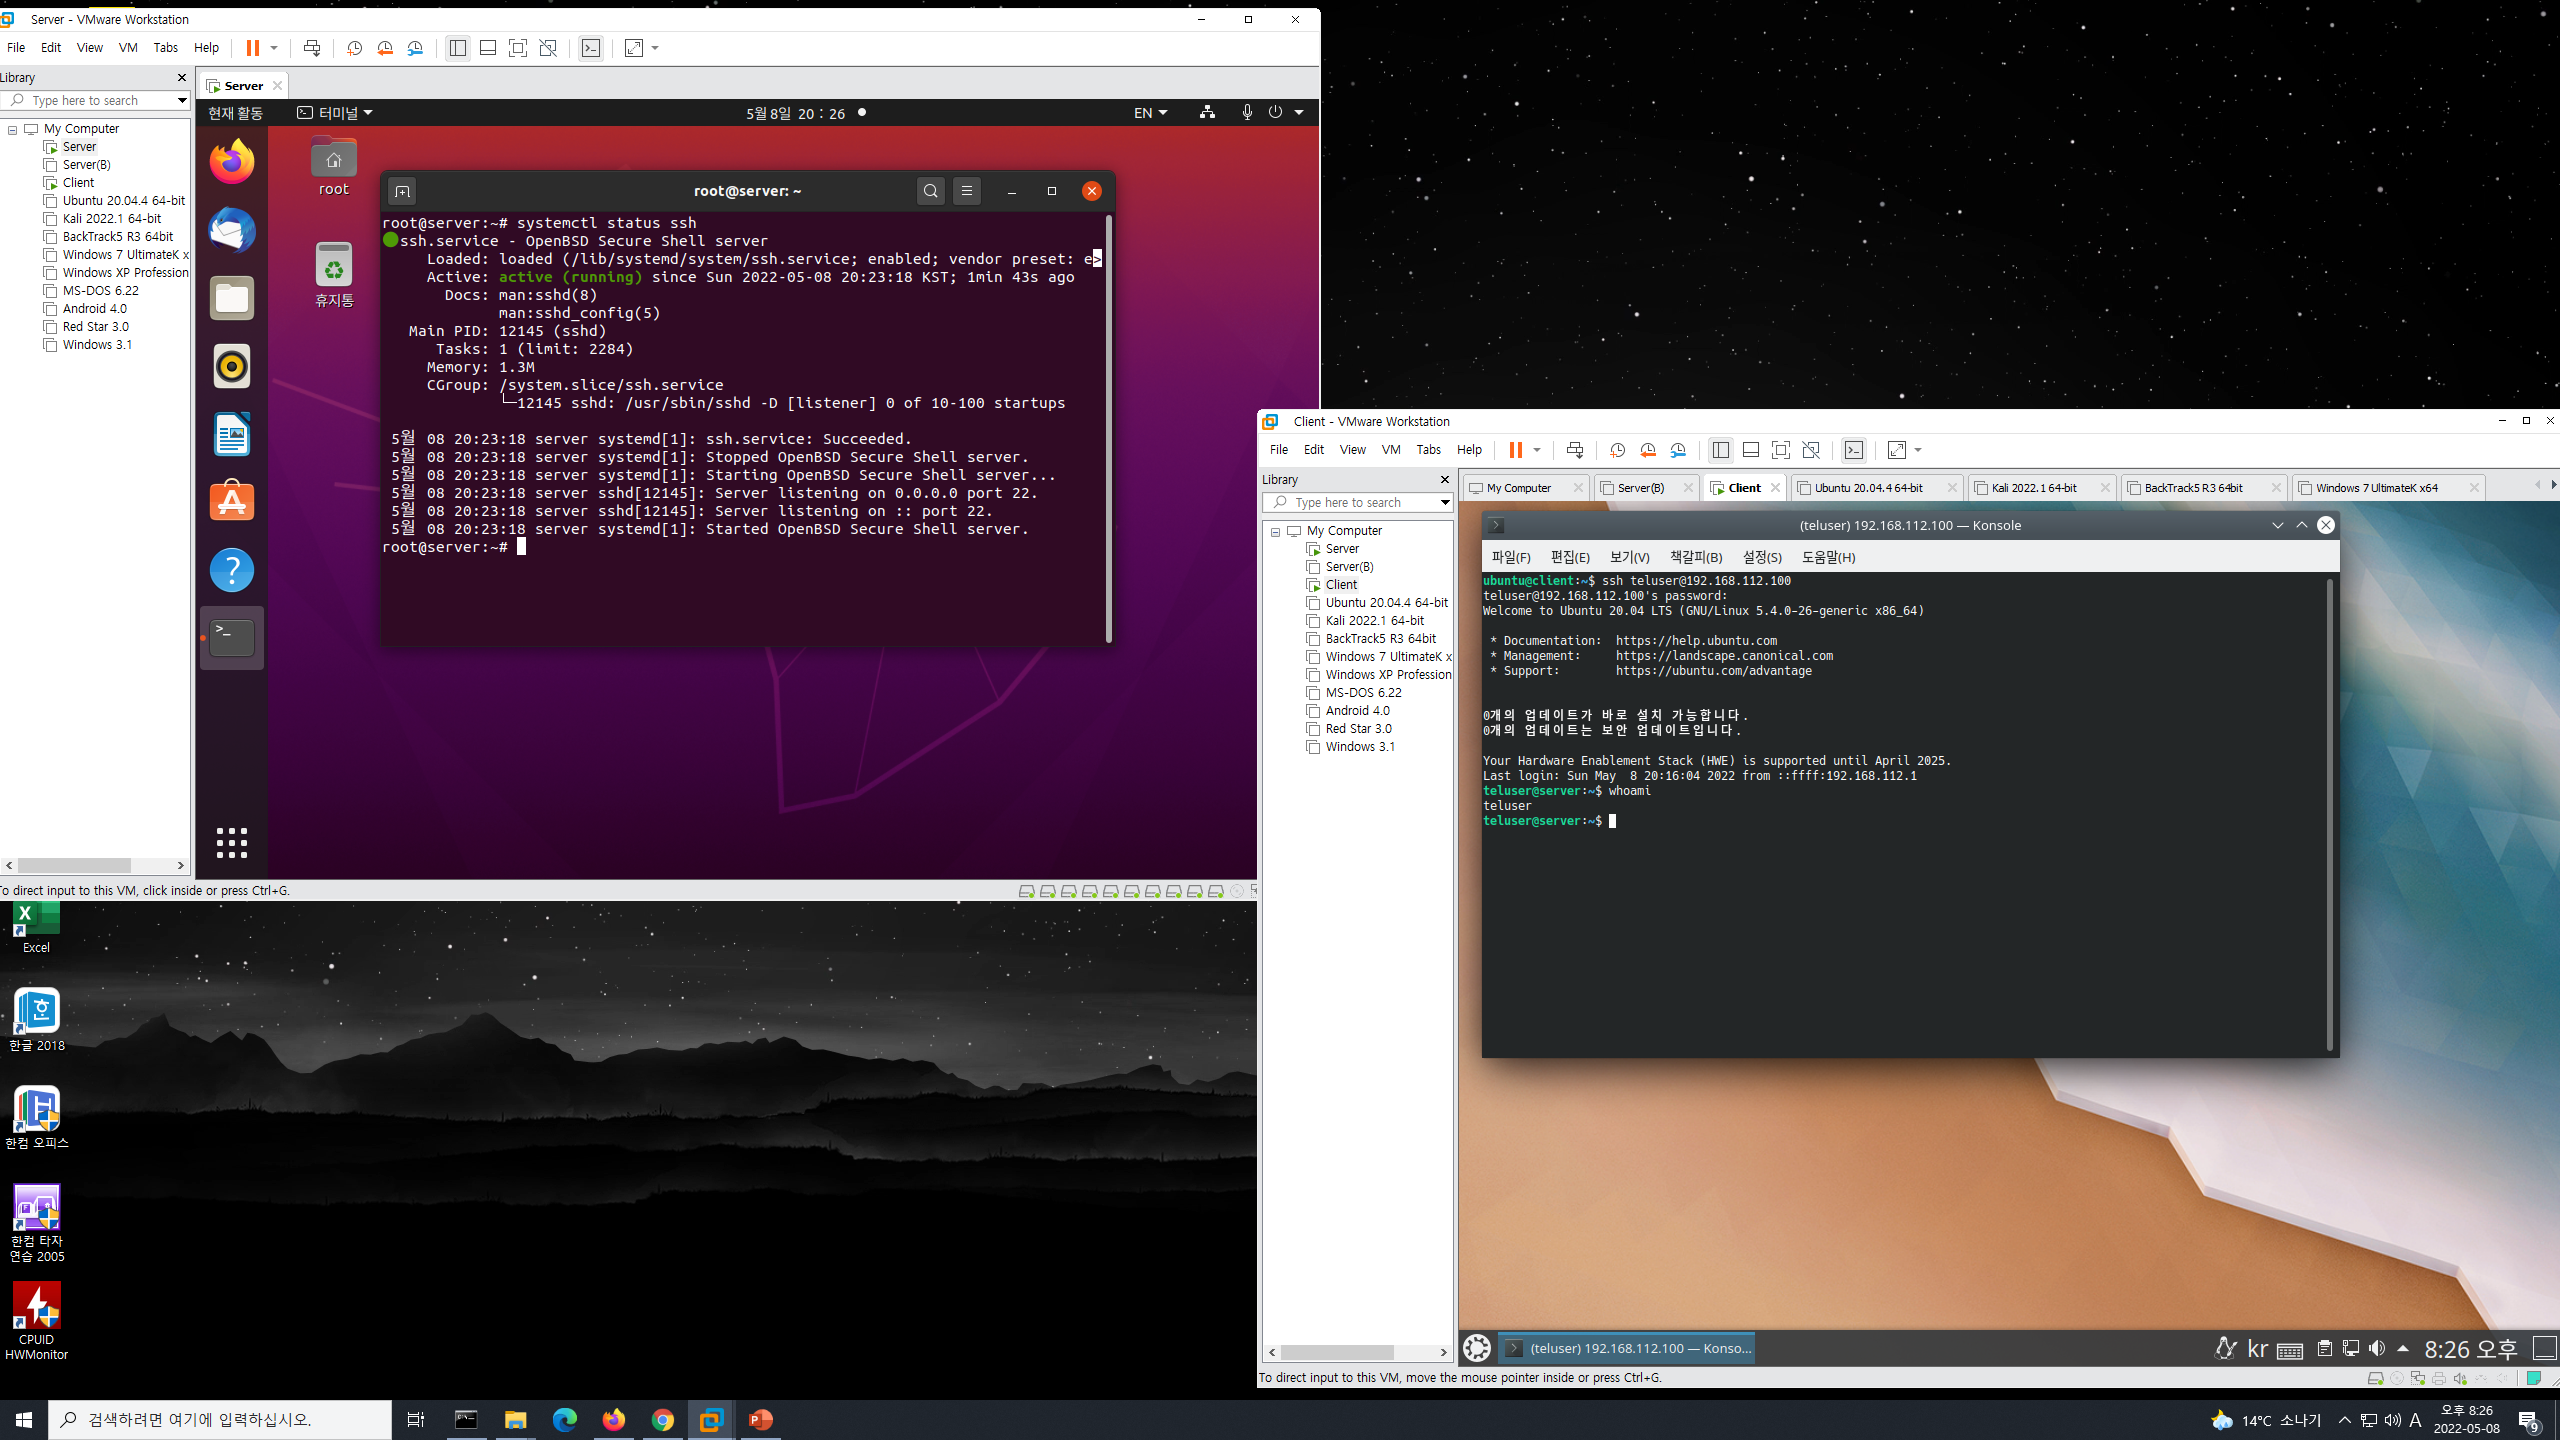 Server - VMware Workstation
File Edit View VM Tabs Help
Library
Type here to search
My Computer
Server
Server(B)
Client
Ubuntu 20.04.4 64-bit
Kali 2022.1 64-bit
BackTrack5 R3 64bit
Windows 7 UltimateK x
Windows XP Profession
MS-DOS 6.22
Android 4.0
Red Star 3.0
Windows 3.1
Server
현재 활동 터미널 5월 8일 20 : 26 EN
root
휴지통
root@server: ~
root@server:~# systemctl status ssh
ssh.service - OpenBSD Secure Shell server
Loaded: loaded (/lib/systemd/system/ssh.service; enabled; vendor preset: e>
Active: active (running) since Sun 2022-05-08 20:23:18 KST; 1min 43s ago
Docs: man:sshd(8)
man:sshd_config(5)
Main PID: 12145 (sshd)
Tasks: 1 (limit: 2284)
Memory: 1.3M
CGroup: /system.slice/ssh.service
└─12145 sshd: /usr/sbin/sshd -D [listener] 0 of 10-100 startups
5월 08 20:23:18 server systemd[1]: ssh.service: Succeeded.
5월 08 20:23:18 server systemd[1]: Stopped OpenBSD Secure Shell server.
5월 08 20:23:18 server systemd[1]: Starting OpenBSD Secure Shell server...
5월 08 20:23:18 server sshd[12145]: Server listening on 0.0.0.0 port 22.
5월 08 20:23:18 server sshd[12145]: Server listening on :: port 22.
5월 08 20:23:18 server systemd[1]: Started OpenBSD Secure Shell server.
root@server:~#
To direct input to this VM, click inside or press Ctrl+G.
Client - VMware Workstation
File Edit View VM Tabs Help
Library
Type here to search
My Computer
Server
Server(B)
Client
Ubuntu 20.04.4 64-bit
Kali 2022.1 64-bit
BackTrack5 R3 64bit
Windows 7 UltimateK x
Windows XP Profession
MS-DOS 6.22
Android 4.0
Red Star 3.0
Windows 3.1
My Computer Server(B) Client Ubuntu 20.04.4 64-bit Kali 2022.1 64-bit BackTrack5 R3 64bit Windows 7 UltimateK x64
(teluser) 192.168.112.100 — Konsole
파일(F) 편집(E) 보기(V) 책갈피(B) 설정(S) 도움말(H)
ubuntu@client:~$ ssh teluser@192.168.112.100
teluser@192.168.112.100's password:
Welcome to Ubuntu 20.04 LTS (GNU/Linux 5.4.0-26-generic x86_64)
* Documentation: https://help.ubuntu.com
* Management: https://landscape.canonical.com
* Support: https://ubuntu.com/advantage
0개의 업데이트가 바로 설치 가능합니다.
0개의 업데이트는 보안 업데이트입니다.
Your Hardware Enablement Stack (HWE) is supported until April 2025.
Last login: Sun May 8 20:16:04 2022 from ::ffff:192.168.112.1
teluser@server:~$ whoami
teluser
teluser@server:~$
(teluser) 192.168.112.100 — Konso... kr 8:26 오후
To direct input to this VM, move the mouse pointer inside or press Ctrl+G.
Excel
한글 2018
한컴 오피스
한컴 타자
연습 2005
CPUID
HWMonitor
검색하려면 여기에 입력하십시오.
14°C 소나기 A 오후 8:26
2022-05-08
9